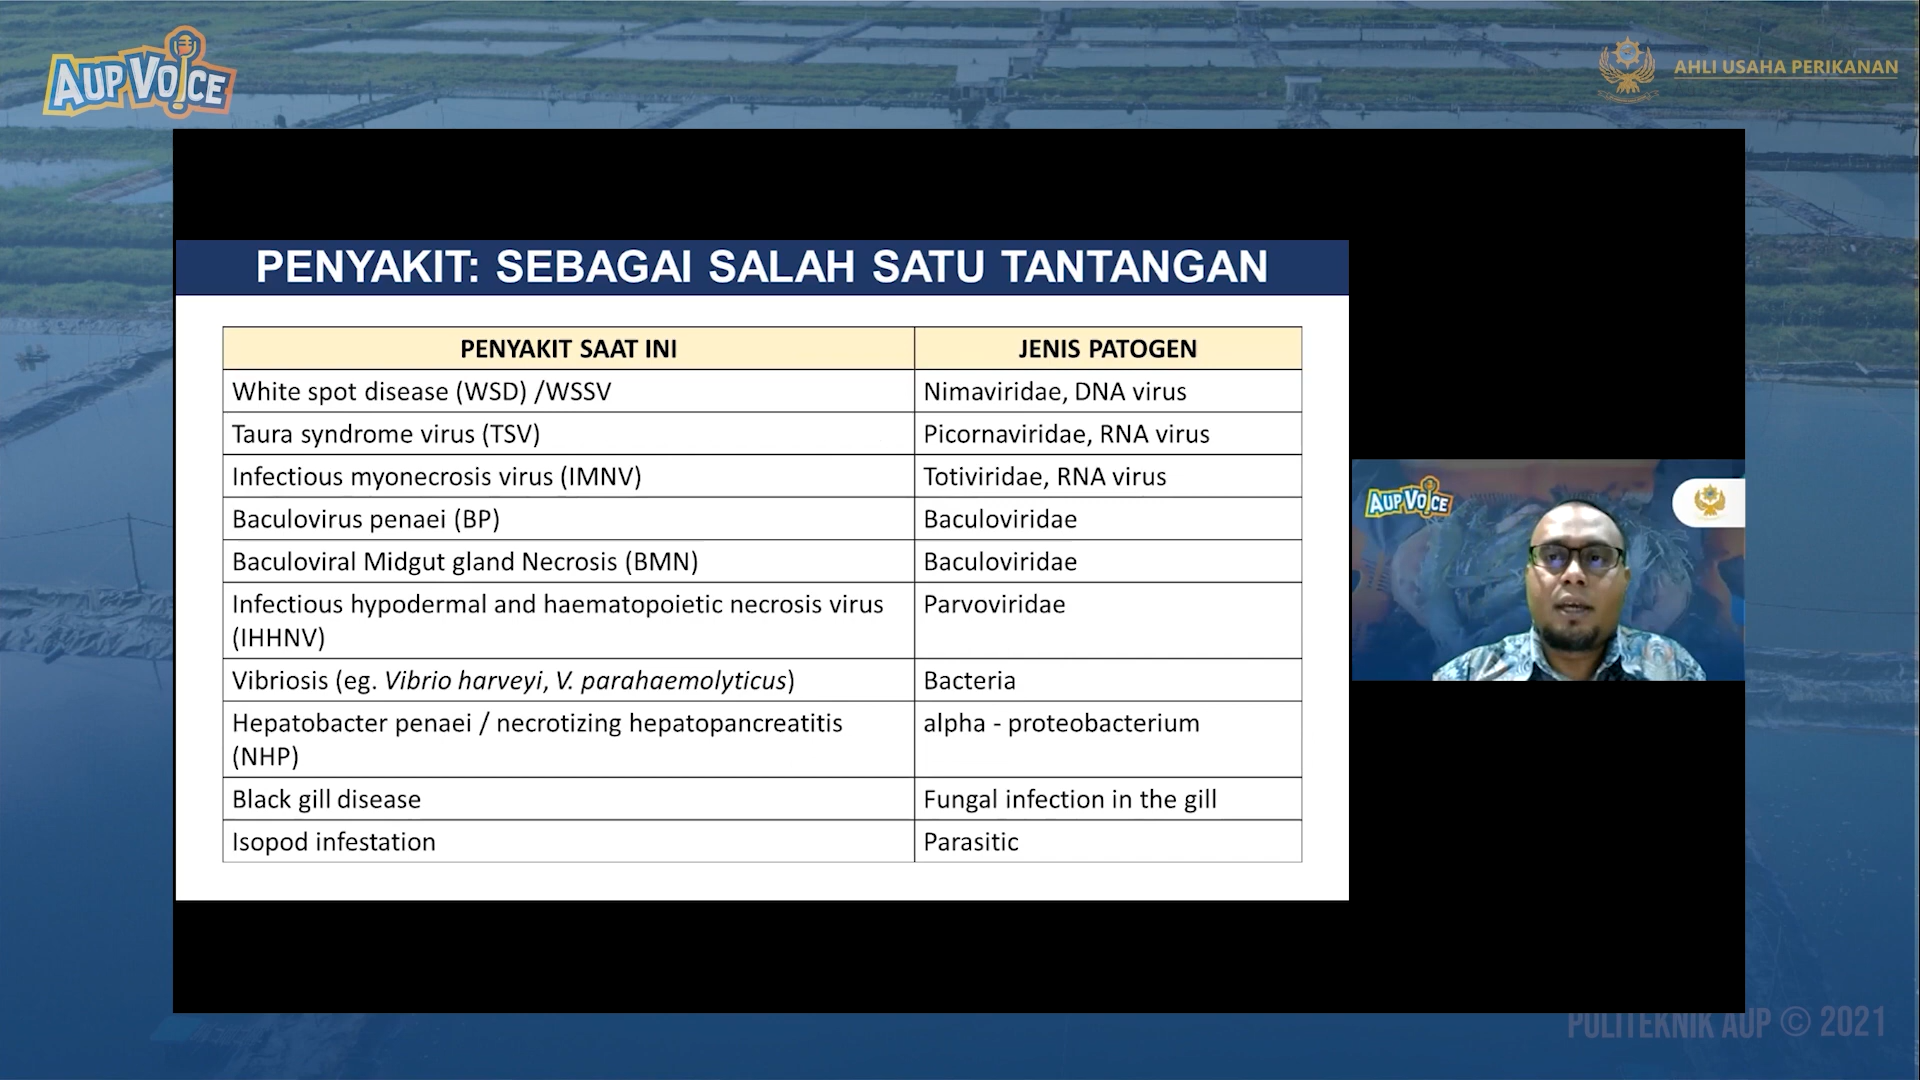 AUP VOICE
AHLI USAHA PERIKANAN
PENYAKIT: SEBAGAI SALAH SATU TANTANGAN
PENYAKIT SAAT INI
JENIS PATOGEN
White spot disease (WSD) /WSSV
Nimaviridae, DNA virus
Taura syndrome virus (TSV)
Picornaviridae, RNA virus
Infectious myonecrosis virus (IMNV)
Totiviridae, RNA virus
Baculovirus penaei (BP)
Baculoviridae
Baculoviral Midgut gland Necrosis (BMN)
Baculoviridae
Infectious hypodermal and haematopoietic necrosis virus
(IHHNV)
Parvoviridae
Vibriosis (eg. Vibrio harveyi, V. parahaemolyticus)
Bacteria
Hepatobacter penaei / necrotizing hepatopancreatitis
(NHP)
alpha - proteobacterium
Black gill disease
Fungal infection in the gill
Isopod infestation
Parasitic
AUP VOICE
POLITEKNIK AUP © 2021